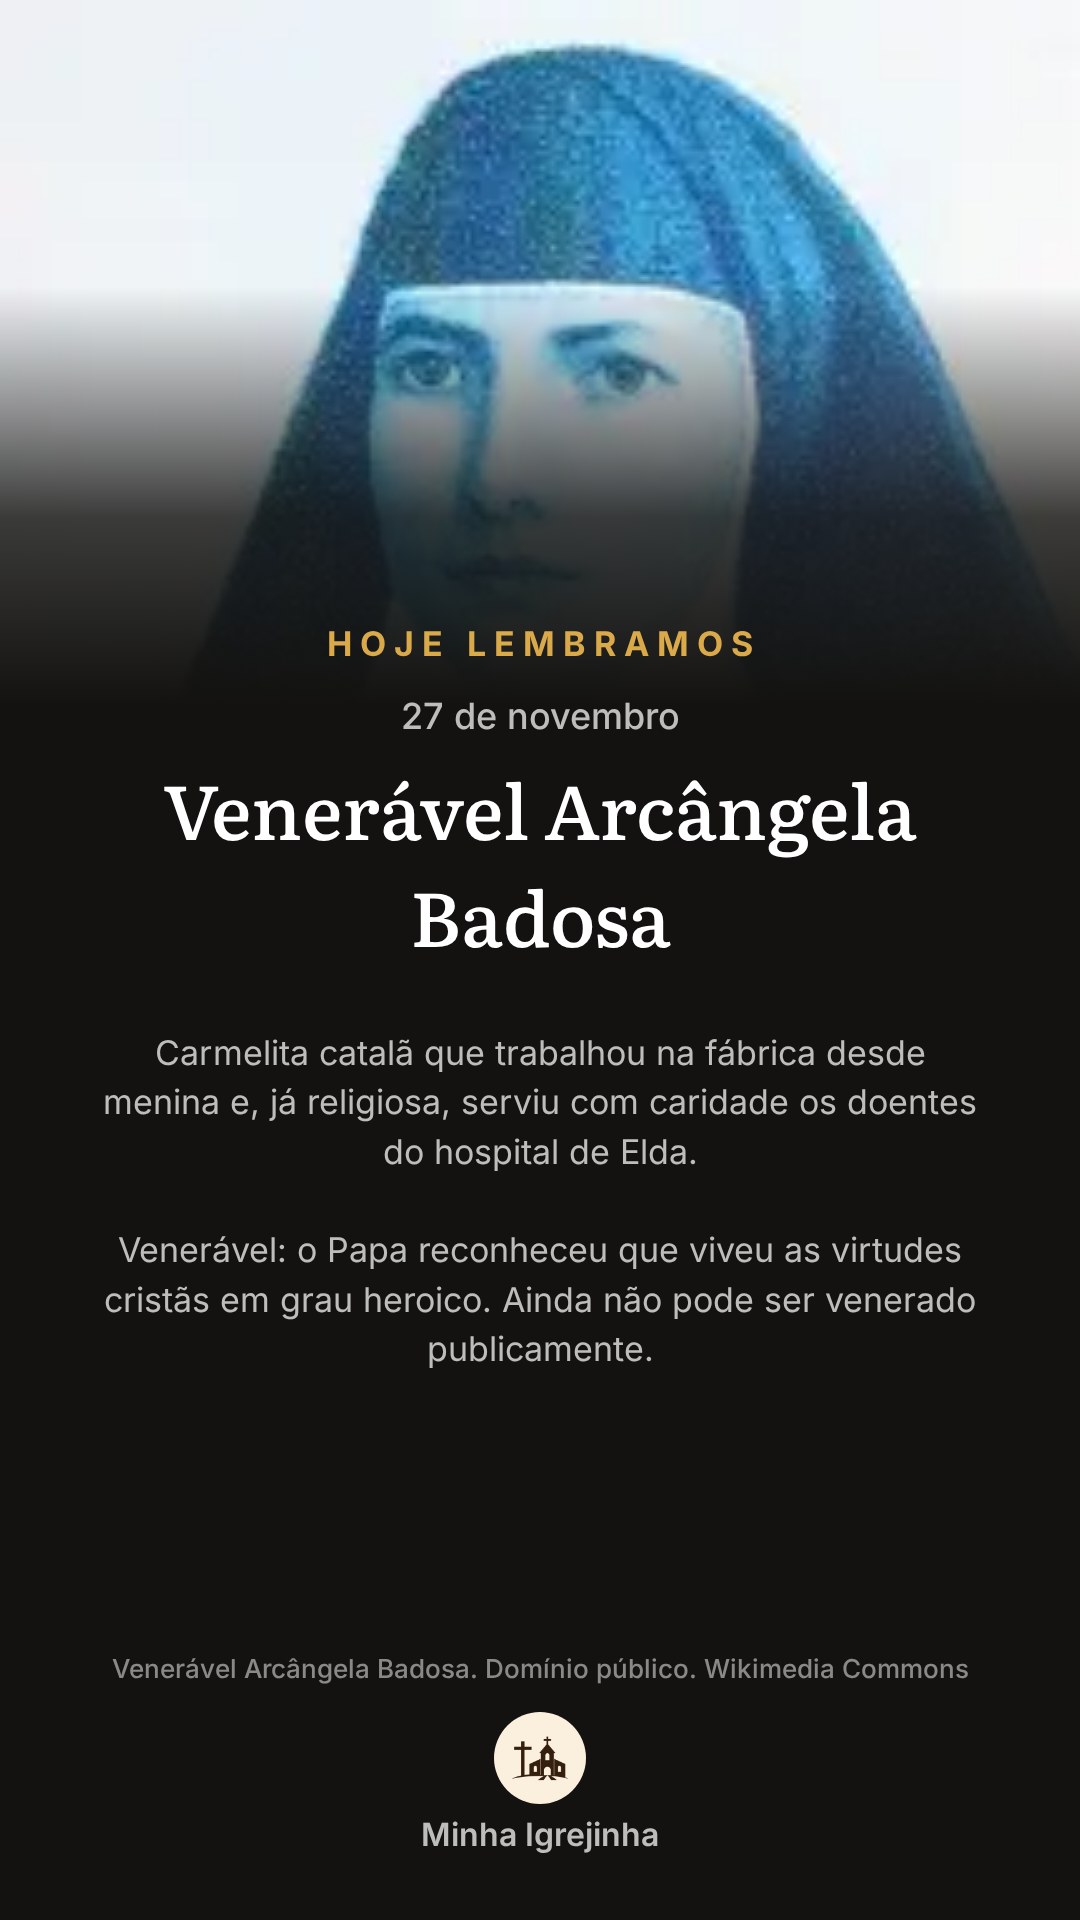 HOJE LEMBRAMOS
27 de novembro
Venerável Arcângela
Badosa
Carmelita catalã que trabalhou na fábrica desde
menina e, já religiosa, serviu com caridade os doentes
do hospital de Elda.
Venerável: o Papa reconheceu que viveu as virtudes
cristãs em grau heroico. Ainda não pode ser venerado
publicamente.
Venerável Arcângela Badosa. Domínio público. Wikimedia Commons
Minha Igrejinha